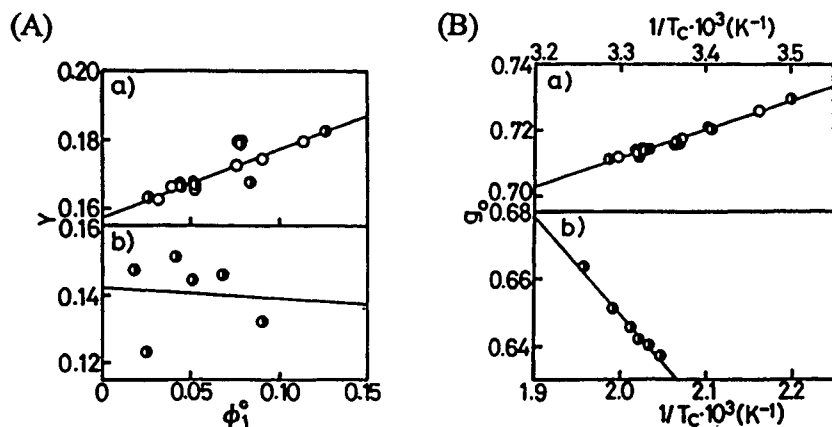 (A)
(B)
1/Tc·10³(K⁻¹)
3.2 3.3 3.4 3.5
0.20
a)
0.18
0.16
γ
0.16
b)
0.14
0.12
0 0.05 0.10 0.15
ϕ₁°
0.74
a)
0.72
0.70
0.68
g°
b)
0.66
0.64
1.9 2.0 2.1 2.2
1/Tc·10³(K⁻¹)